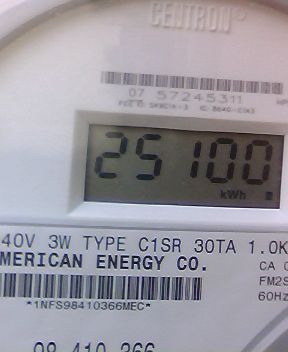 CENTRON®
07 57245311
25100
kWh
40V 3W TYPE C1SR 30TA 1.0K
MERICAN ENERGY CO.
CA 0
FM2S
60Hz
*1NFS98410366MEC*
98 410 366